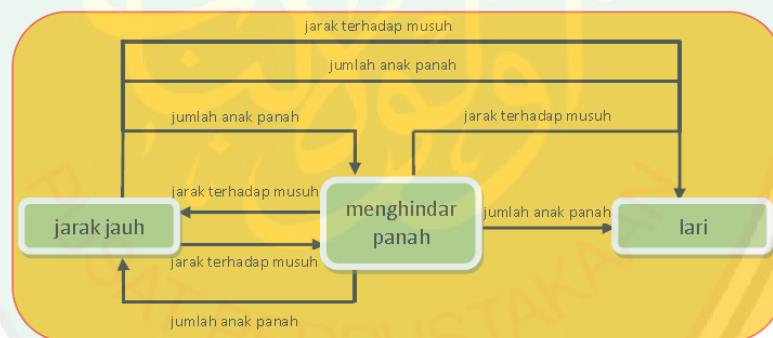 jarak terhadap musuh
jumlah anak panah
jumlah anak panah
jarak terhadap musuh
jarak terhadap musuh
menghindar
panah
jumlah anak panah
jarak jauh
lari
jarak terhadap musuh
jumlah anak panah